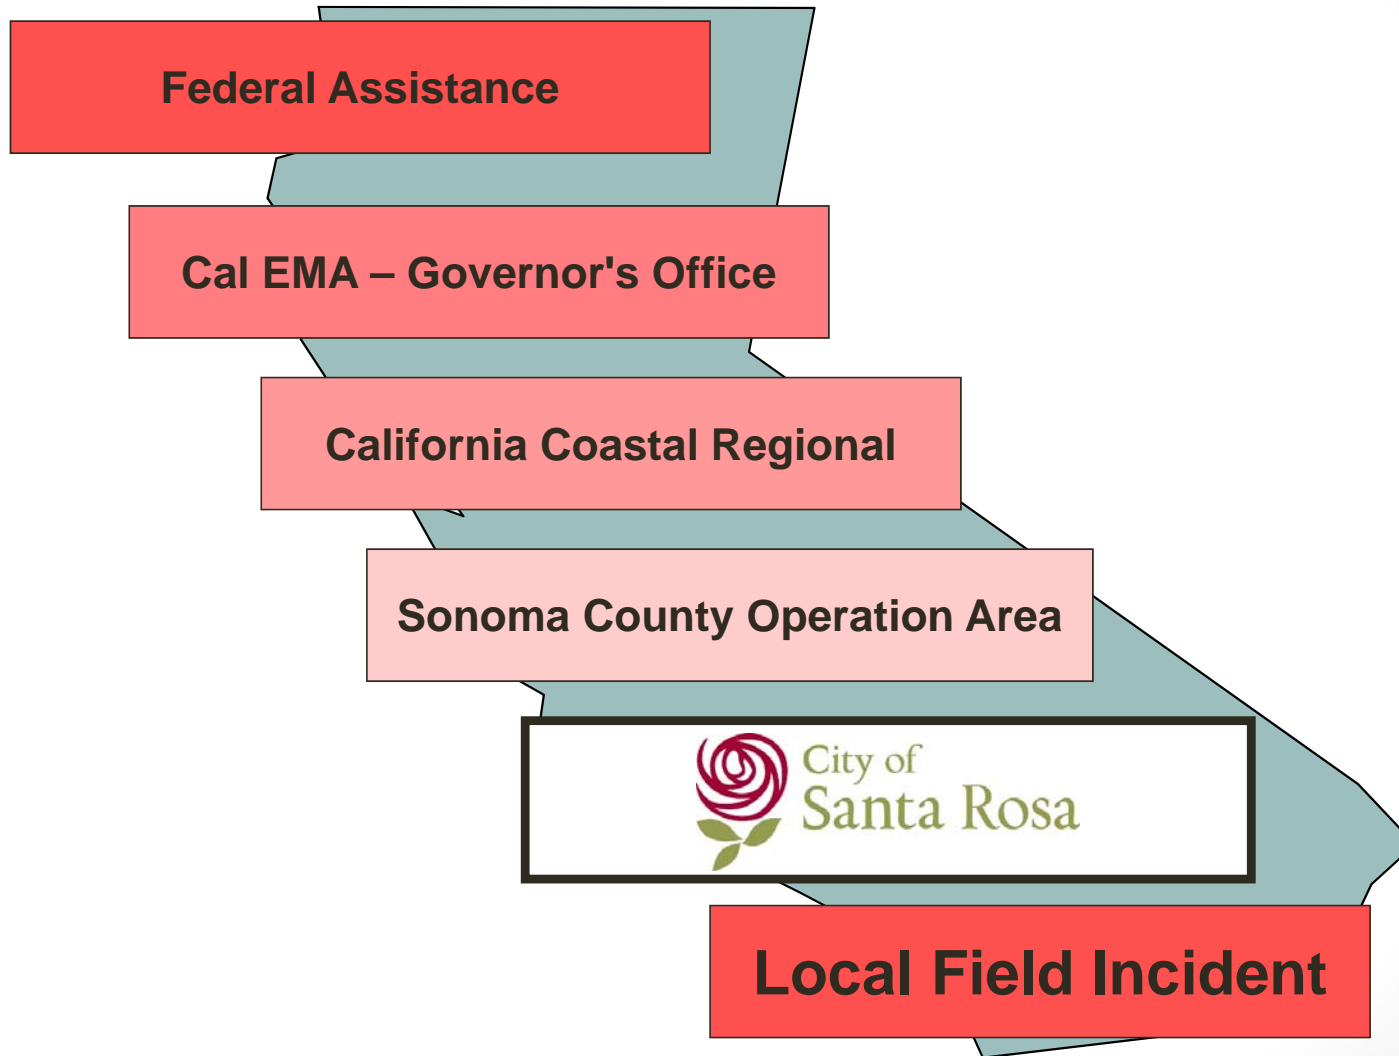 Federal Assistance
Cal EMA – Governor's Office
California Coastal Regional
Sonoma County Operation Area
City of
Santa Rosa
Local Field Incident